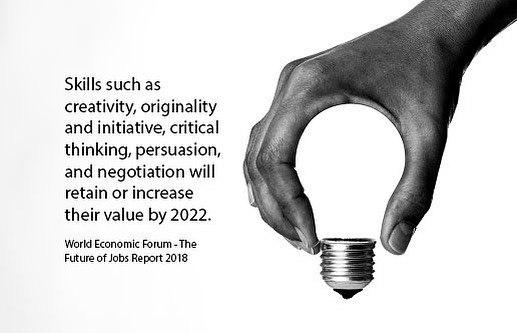 Skills such as
creativity, originality
and initiative, critical
thinking, persuasion,
and negotiation will
retain or increase
their value by 2022.
World Economic Forum - The
Future of Jobs Report 2018